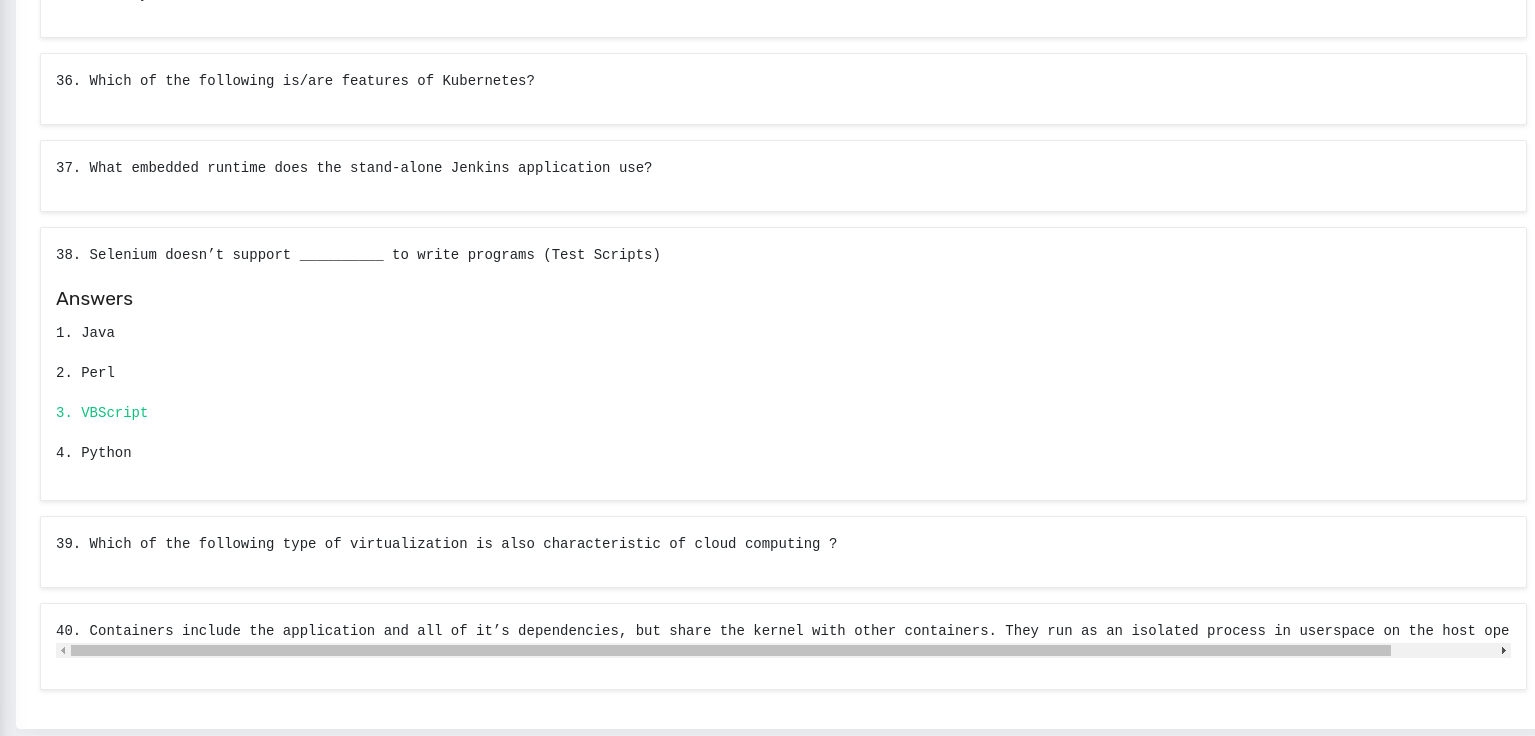 36. Which of the following is/are features of Kubernetes?
37. What embedded runtime does the stand-alone Jenkins application use?
38. Selenium doesn’t support __________ to write programs (Test Scripts)
Answers
1. Java
2. Perl
3. VBScript
4. Python
39. Which of the following type of virtualization is also characteristic of cloud computing ?
40. Containers include the application and all of it’s dependencies, but share the kernel with other containers. They run as an isolated process in userspace on the host ope